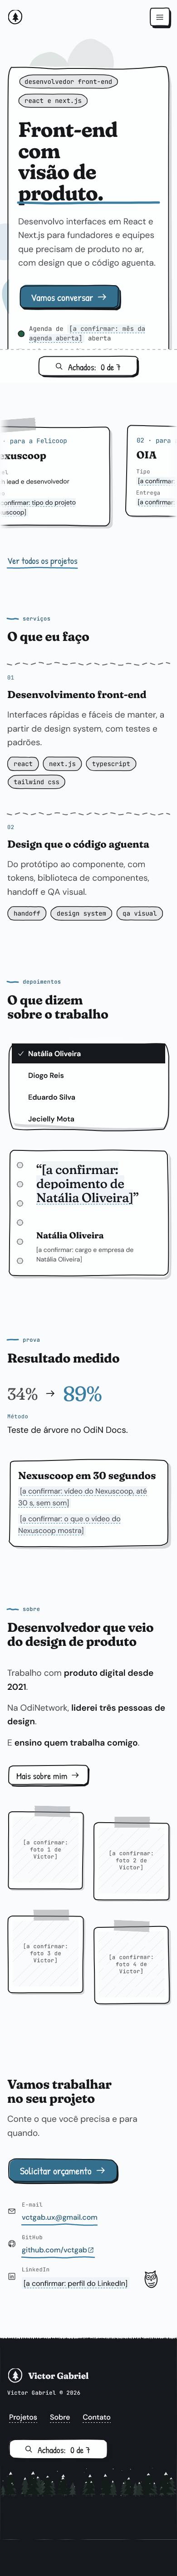 desenvolvedor front-end
react e next.js
Front-end
com
visão de
produto.
Desenvolvo interfaces em React e
Next.js para fundadores e equipes
que precisam de produto no ar,
com design que o código aguenta.
Vamos conversar
Agenda de [a confirmar: mês da
agenda aberta] aberta
Achados: 0 de 7
· para a Felicoop
xuscoop
h lead e desenvolvedor
confirmar: tipo do projeto
uscoop]
02 · para
OIA
Tipo
[a confirmar
Entrega
[a confirmar
Ver todos os projetos
serviços
O que eu faço
01
Desenvolvimento front-end
Interfaces rápidas e fáceis de manter, a
partir de design system, com testes e
padrões.
react
next.js
typescript
tailwind css
02
Design que o código aguenta
Do protótipo ao componente, com
tokens, biblioteca de componentes,
handoff e QA visual.
handoff
design system
qa visual
depoimentos
O que dizem
sobre o trabalho
Natália Oliveira
Diogo Reis
Eduardo Silva
Jecielly Mota
“[a confirmar:
depoimento de
Natália Oliveira]”
Natália Oliveira
[a confirmar: cargo e empresa de
Natália Oliveira]
prova
Resultado medido
34% → 89%
Método
Teste de árvore no OdiN Docs.
Nexuscoop em 30 segundos
[a confirmar: vídeo do Nexuscoop, até
30 s, sem som]
[a confirmar: o que o vídeo do
Nexuscoop mostra]
sobre
Desenvolvedor que veio
do design de produto
Trabalho com produto digital desde
2021.
Na OdiNetwork, liderei três pessoas de
design.
E ensino quem trabalha comigo.
Mais sobre mim
[a confirmar:
foto 1 de
Victor]
[a confirmar:
foto 2 de
Victor]
[a confirmar:
foto 3 de
Victor]
[a confirmar:
foto 4 de
Victor]
Vamos trabalhar
no seu projeto
Conte o que você precisa e para
quando.
Solicitar orçamento
E-mail
vctgab.ux@gmail.com
GitHub
github.com/vctgab
LinkedIn
[a confirmar: perfil do LinkedIn]
Victor Gabriel
Victor Gabriel © 2026
Projetos
Sobre
Contato
Achados: 0 de 7